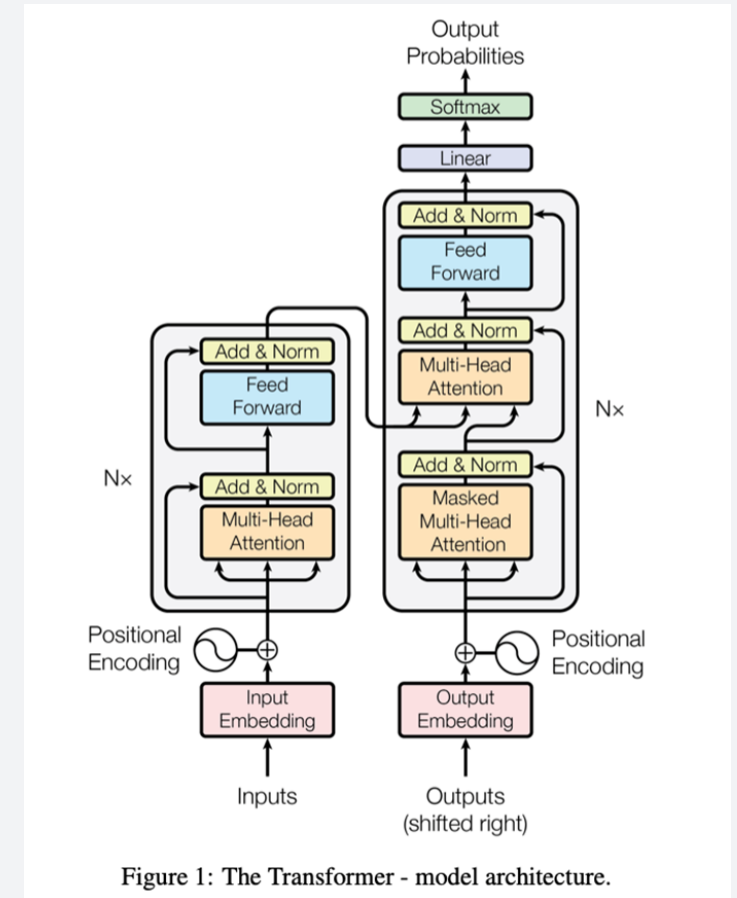 Output
Probabilities
Softmax
Linear
Add & Norm
Feed
Forward
Add & Norm
Multi-Head
Attention
Nx
Add & Norm
Masked
Multi-Head
Attention
Add & Norm
Feed
Forward
Nx
Add & Norm
Multi-Head
Attention
Positional
Encoding
Positional
Encoding
Input
Embedding
Output
Embedding
Inputs
Outputs
(shifted right)
Figure 1: The Transformer - model architecture.